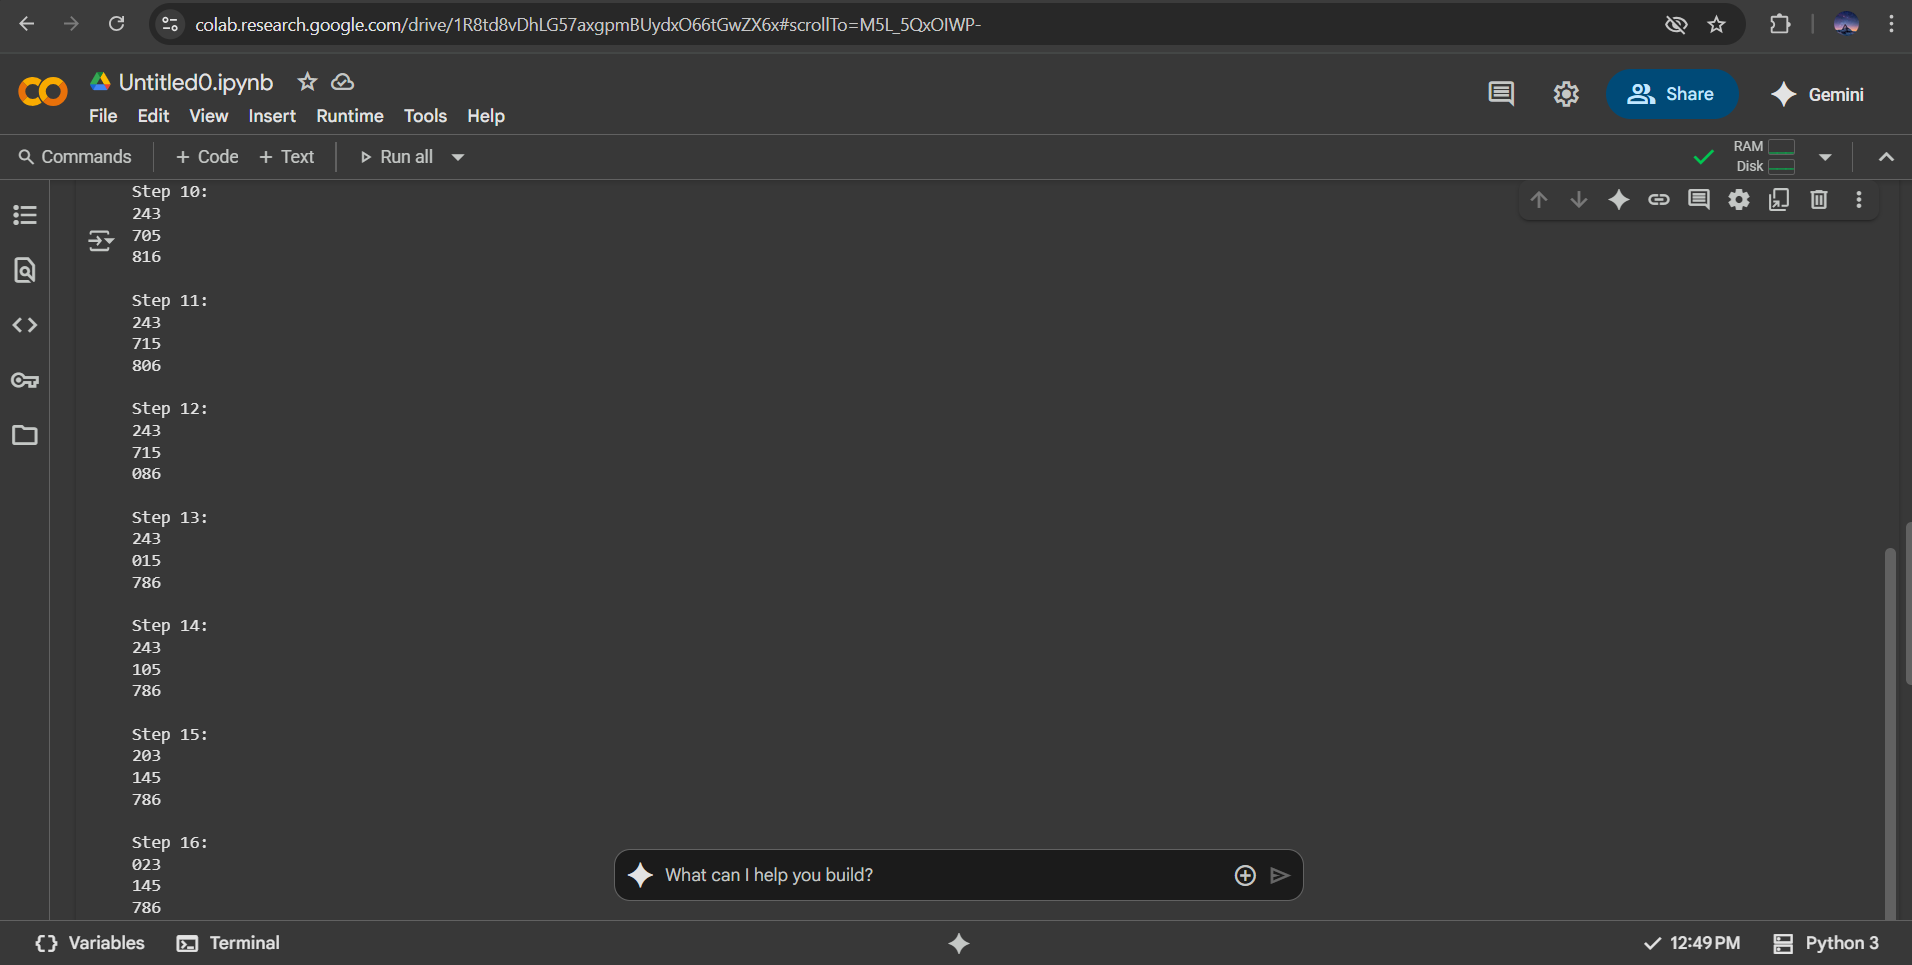 colab.research.google.com/drive/1R8td8vDhLG57axgpmBUydxO66tGwZX6x#scrollTo=M5L_5QxOIWP-
Untitled0.ipynb
File Edit View Insert Runtime Tools Help
Share
Gemini
Commands
+ Code + Text
Run all
RAM
Disk
Step 10:
243
705
816
Step 11:
243
715
806
Step 12:
243
715
086
Step 13:
243
015
786
Step 14:
243
105
786
Step 15:
203
145
786
Step 16:
023
145
786
What can I help you build?
Variables Terminal
12:49 PM
Python 3